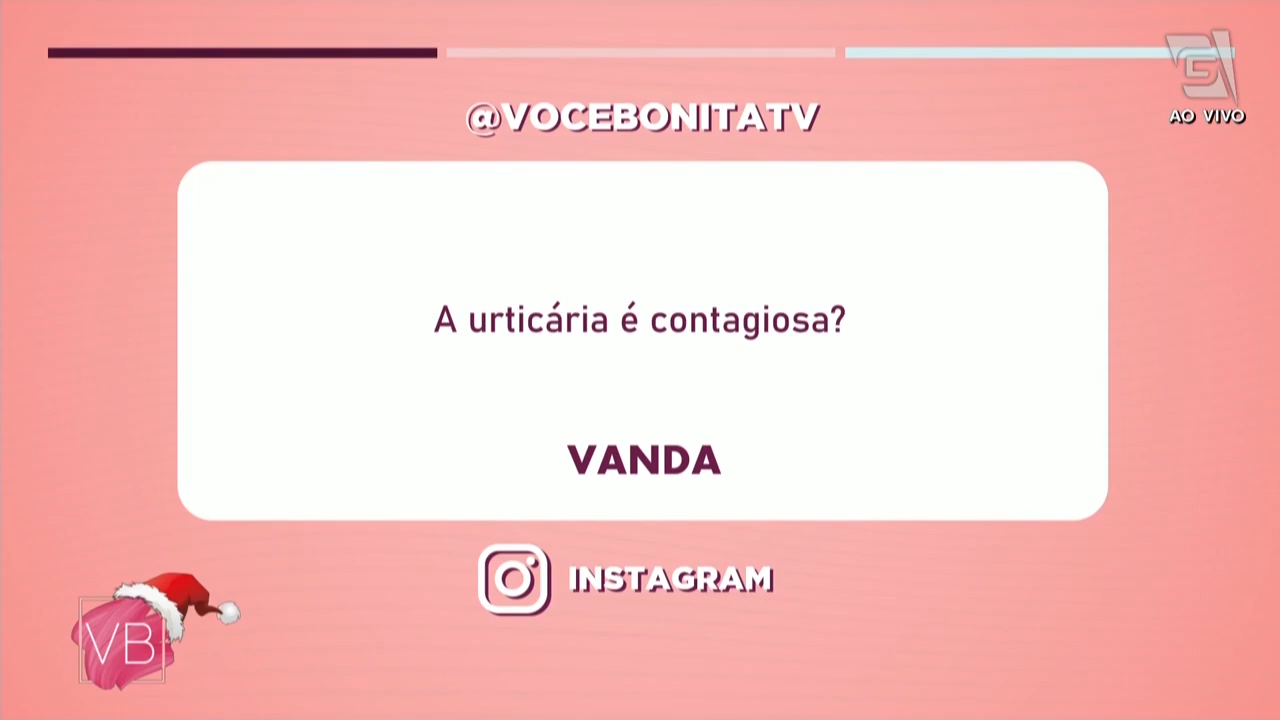 @VOCEBONITATV
AO VIVO
A urticária é contagiosa?
VANDA
INSTAGRAM
VB